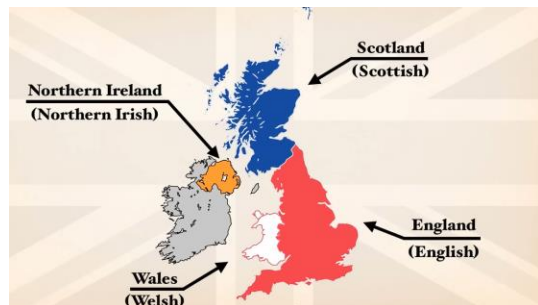 Scotland
(Scottish)
Northern Ireland
(Northern Irish)
England
(English)
Wales
(Welsh)